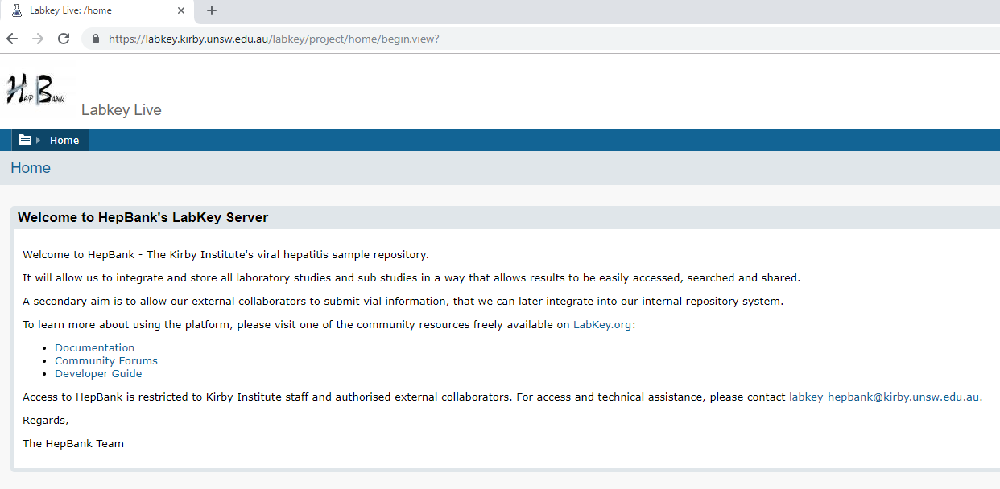 Labkey Live: /home
https://labkey.kirby.unsw.edu.au/labkey/project/home/begin.view?
Hep Bank
Labkey Live
Home
Home
Welcome to HepBank's LabKey Server
Welcome to HepBank - The Kirby Institute's viral hepatitis sample repository.
It will allow us to integrate and store all laboratory studies and sub studies in a way that allows results to be easily accessed, searched and shared.
A secondary aim is to allow our external collaborators to submit vial information, that we can later integrate into our internal repository system.
To learn more about using the platform, please visit one of the community resources freely available on LabKey.org:
• Documentation
• Community Forums
• Developer Guide
Access to HepBank is restricted to Kirby Institute staff and authorised external collaborators. For access and technical assistance, please contact labkey-hepbank@kirby.unsw.edu.au.
Regards,
The HepBank Team